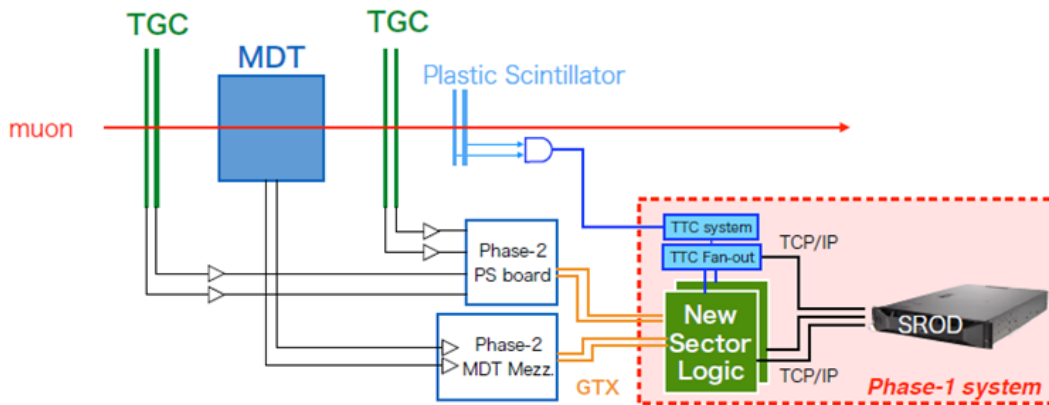 TGC
TGC
MDT
Plastic Scintillator
muon
TTC system
TCP/IP
TTC Fan-out
Phase-2
PS board
New
Sector
Logic
SROD
Phase-2
MDT Mezz.
GTX
TCP/IP
Phase-1 system